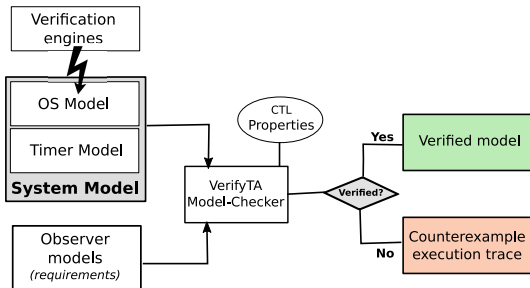 Verification
engines
OS Model
Timer Model
System Model
Observer
models
(requirements)
CTL
Properties
VerifyTA
Model-Checker
Verified?
Yes
No
Verified model
Counterexample
execution trace